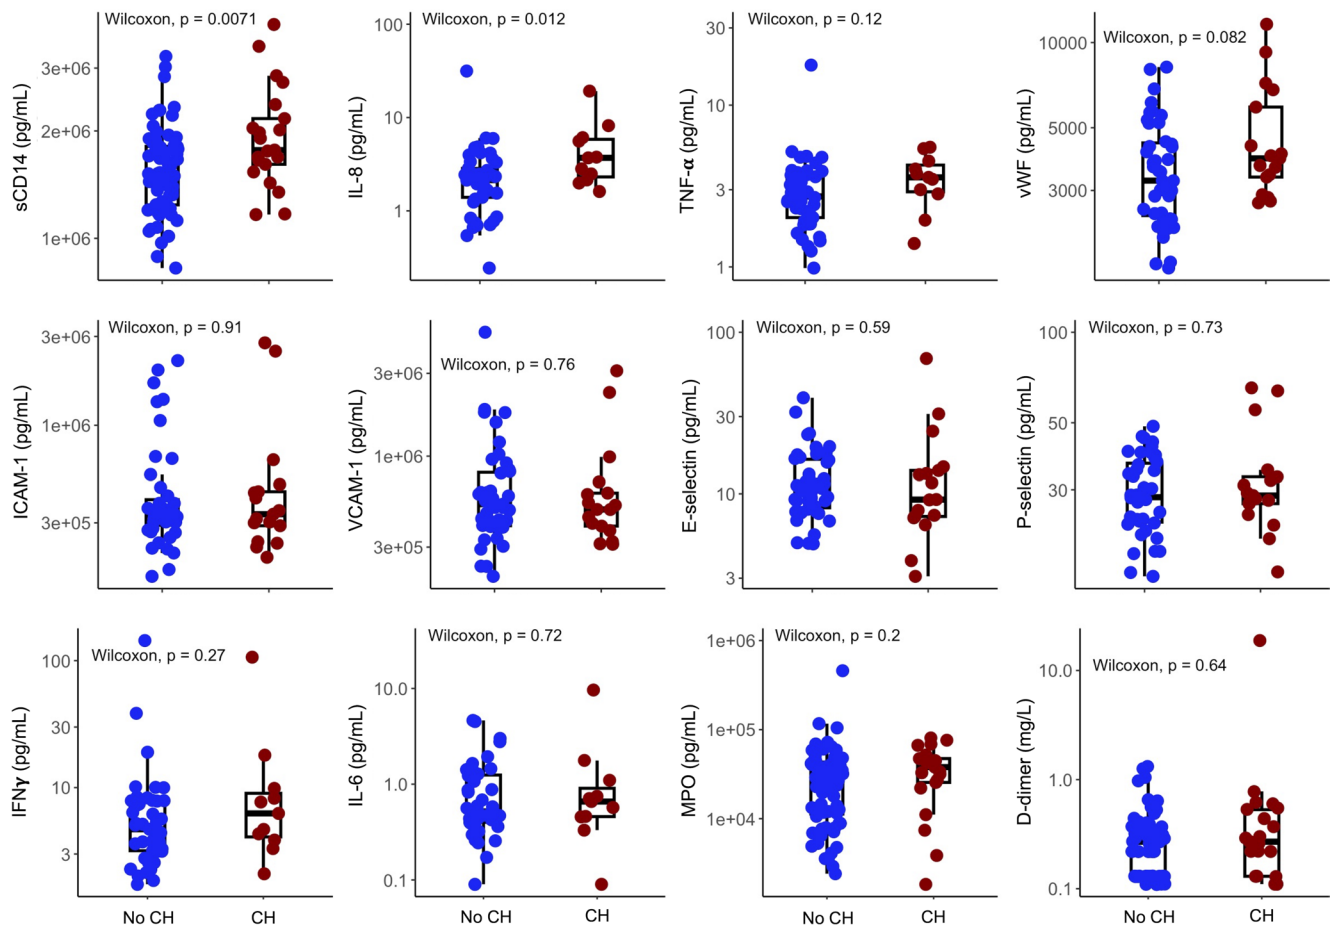 Wilcoxon, p = 0.0071
sCD14 (pg/mL)
3e+06
2e+06
1e+06
Wilcoxon, p = 0.012
IL-8 (pg/mL)
100
10
1
Wilcoxon, p = 0.12
TNF-α (pg/mL)
30
10
3
1
Wilcoxon, p = 0.082
vWF (pg/mL)
10000
5000
3000
Wilcoxon, p = 0.91
ICAM-1 (pg/mL)
3e+06
1e+06
3e+05
Wilcoxon, p = 0.76
VCAM-1 (pg/mL)
3e+06
1e+06
3e+05
Wilcoxon, p = 0.59
E-selectin (pg/mL)
100
30
10
3
Wilcoxon, p = 0.73
P-selectin (pg/mL)
100
50
30
Wilcoxon, p = 0.27
IFNγ (pg/mL)
100
30
10
3
No CH CH
Wilcoxon, p = 0.72
IL-6 (pg/mL)
10.0
1.0
0.1
No CH CH
Wilcoxon, p = 0.2
MPO (pg/mL)
1e+06
1e+05
1e+04
No CH CH
Wilcoxon, p = 0.64
D-dimer (mg/L)
10.0
1.0
0.1
No CH CH